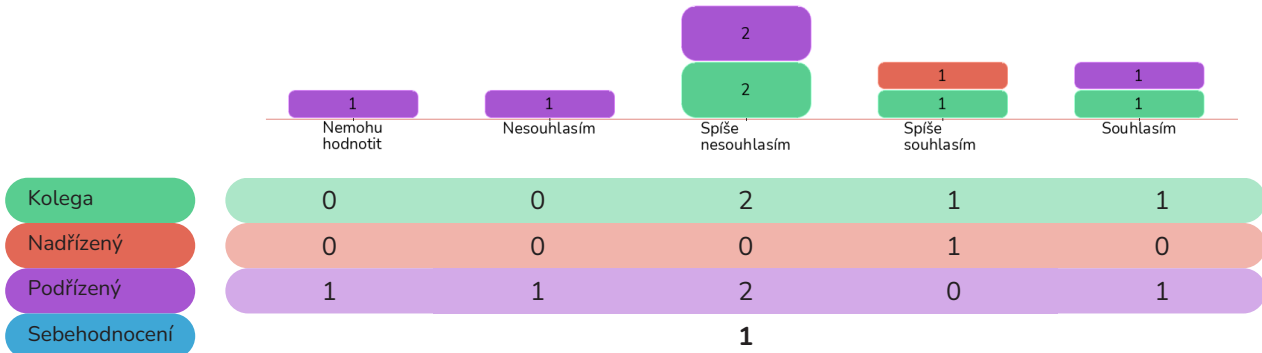 2
2
1
1
1
1
1
1
Nemohu
hodnotit
Nesouhlasím
Spíše
nesouhlasím
Spíše
souhlasím
Souhlasím
Kolega 0 0 2 1 1
Nadřízený 0 0 0 1 0
Podřízený 1 1 2 0 1
Sebehodnocení 1